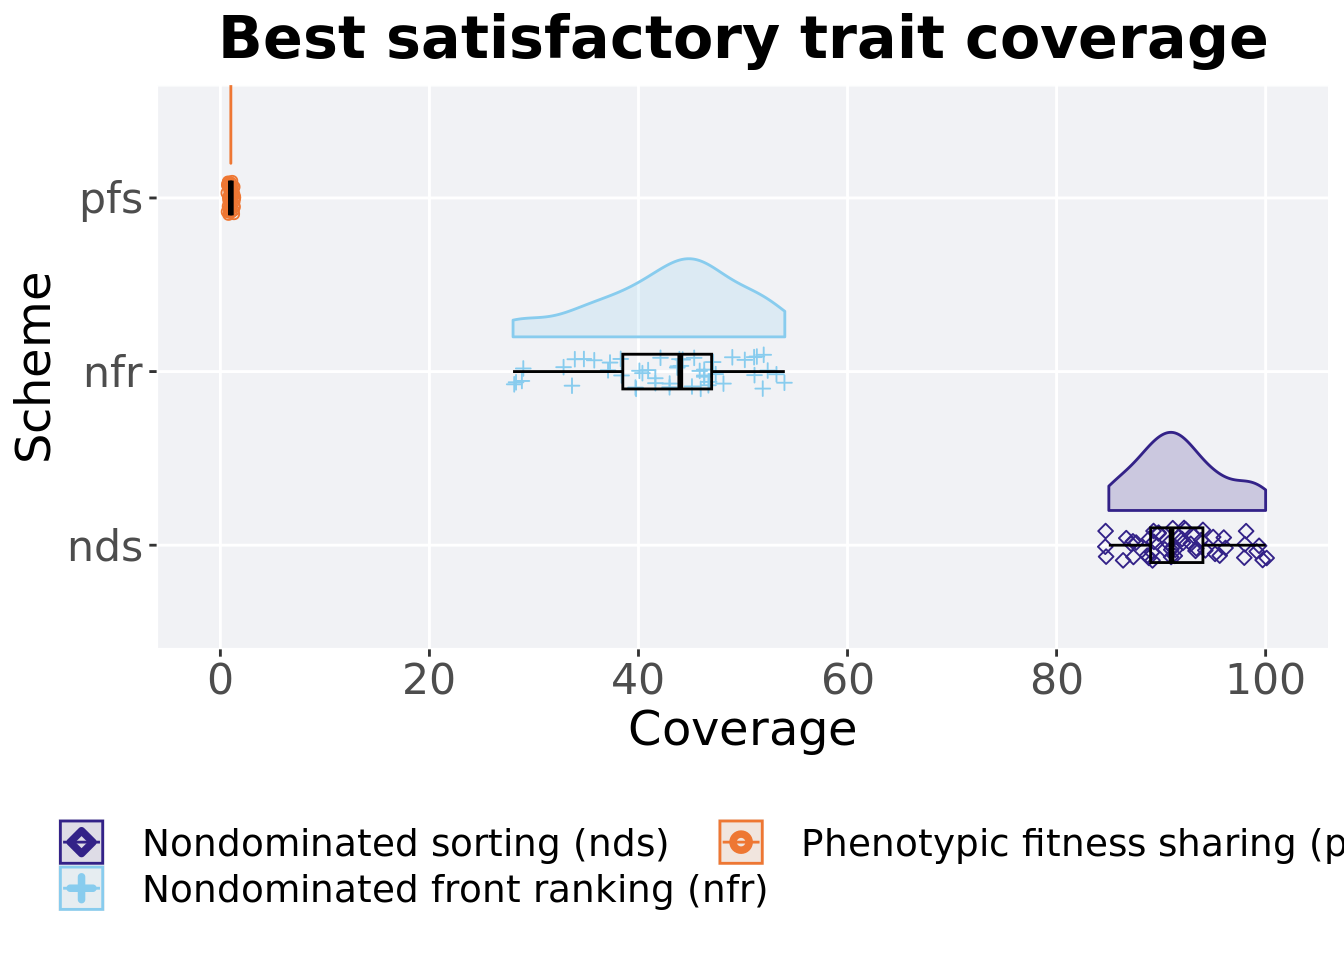 Best satisfactory trait coverage
Scheme
pfs
nfr
nds
0 20 40 60 80 100
Coverage
Nondominated sorting (nds) Phenotypic fitness sharing (p
Nondominated front ranking (nfr)